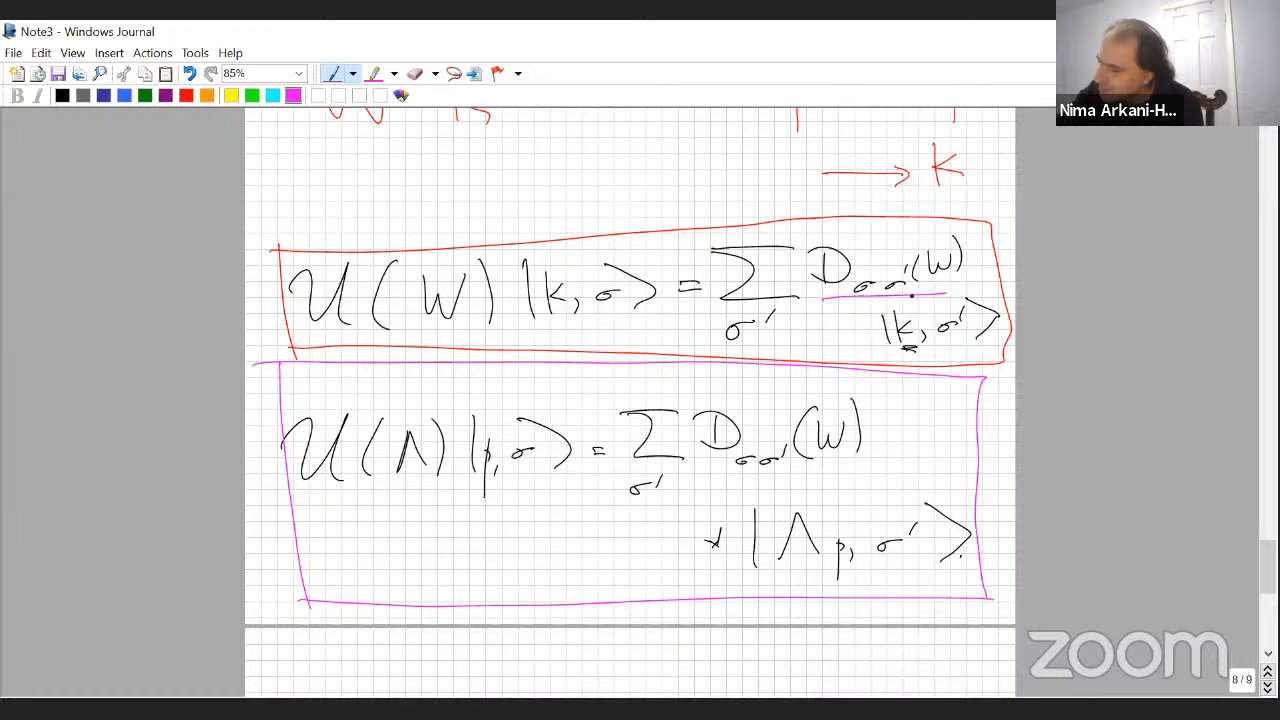 Note3 - Windows Journal
File Edit View Insert Actions Tools Help
85%
B I
Nima Arkani-H...
W is
→ k
U(W)|k,σ⟩ = Σ_σ' D_σσ'(W)
|k,σ'⟩
U(Λ)|p,σ⟩ = Σ_σ' D_σσ'(W)
* |Λp,σ'⟩.
zoom
8 / 9